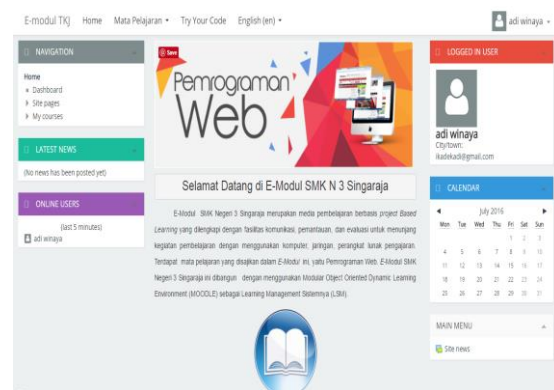 E-modul TKJ Home Mata Pelajaran Try Your Code English (en) adi winaya
NAVIGATION
Home
Dashboard
Site pages
My courses
LATEST NEWS
(No news has been posted yet)
ONLINE USERS
(last 5 minutes)
adi winaya
Save
Pemrograman
Web
Selamat Datang di E-Modul SMK N 3 Singaraja
E-Modul SMK Negeri 3 Singaraja merupakan media pembelajaran berbasis project Based
Learning yang dilengkapi dengan fasilitas komunikasi, pemantauan, dan evaluasi untuk menunjang
kegiatan pembelajaran dengan menggunakan komputer, jaringan, perangkat lunak pengajaran.
Terdapat mata pelajaran yang disajikan dalam E-Modul ini, yaitu Pemrograman Web. E-Modul SMK
Negeri 3 Singaraja ini dibangun dengan menggunakan Modular Object Oriented Dynamic Learning
Environment (MOODLE) sebagai Learning Management Sistemnya (LSM).
LOGGED IN USER
adi winaya
City/town:
ikadekadi@gmail.com
CALENDAR
July 2016
Mon Tue Wed Thu Fri Sat Sun
1 2 3
4 5 6 7 8 9 10
11 12 13 14 15 16 17
18 19 20 21 22 23 24
25 26 27 28 29 30 31
MAIN MENU
Site news